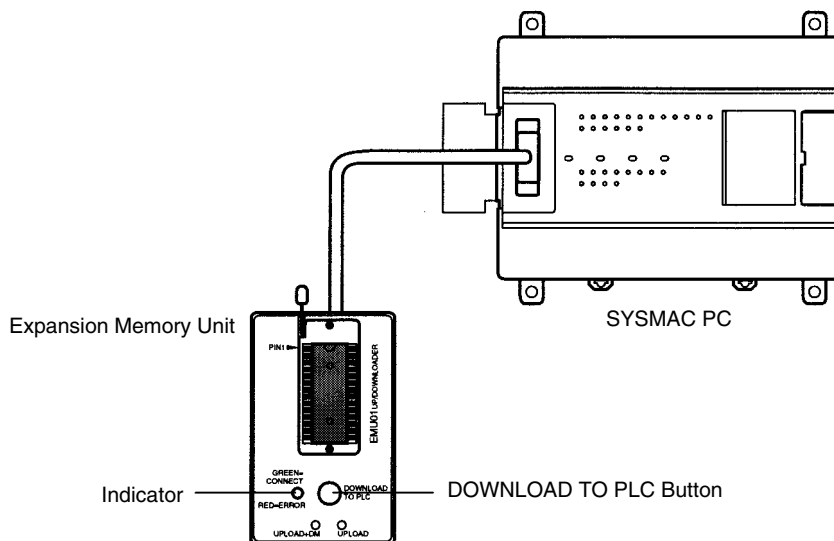 SYSMAC PC
Expansion Memory Unit
PIN1
EMU01 UP/DOWNLOADER
GREEN=
CONNECT
RED=ERROR
DOWNLOAD
TO PLC
Indicator
DOWNLOAD TO PLC Button
UPLOAD+DM
UPLOAD